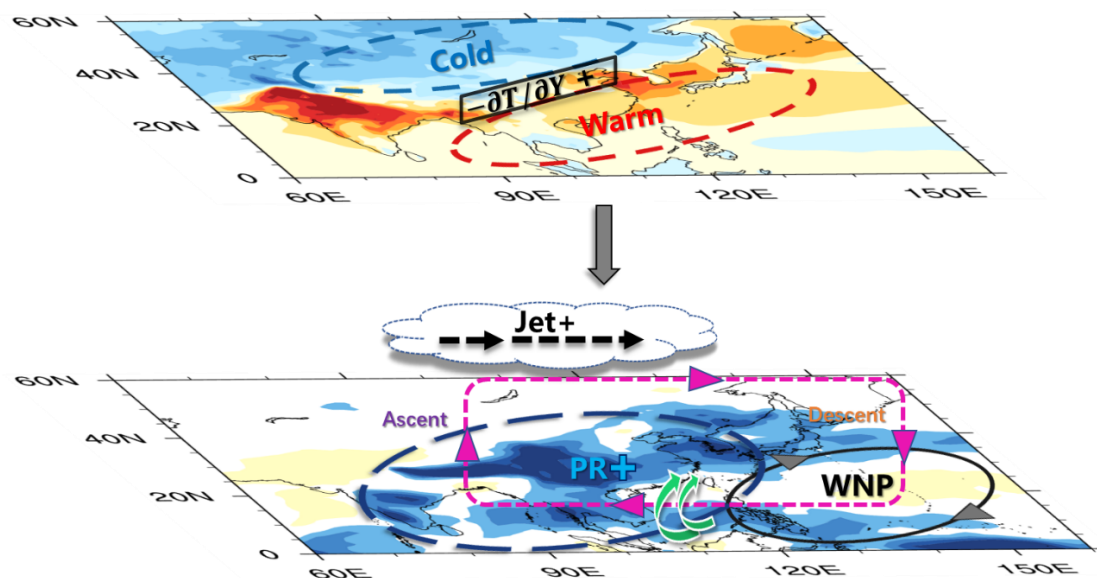 60N
Cold
40N
−∂T/∂Y +
20N
Warm
0
60E
90E
120E
150E
Jet+
60N
Ascent
Descent
40N
PR+
WNP
20N
0
60E
90E
120E
150E